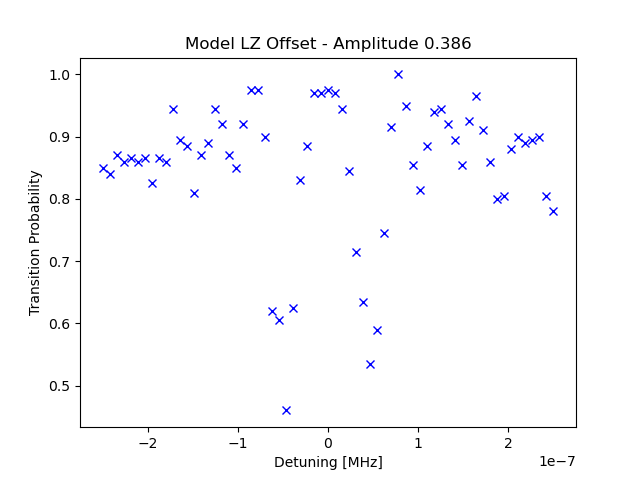 Model LZ Offset - Amplitude 0.386
1.0
0.9
0.8
0.7
0.6
0.5
Transition Probability
−2
−1
0
1
2
1e−7
Detuning [MHz]